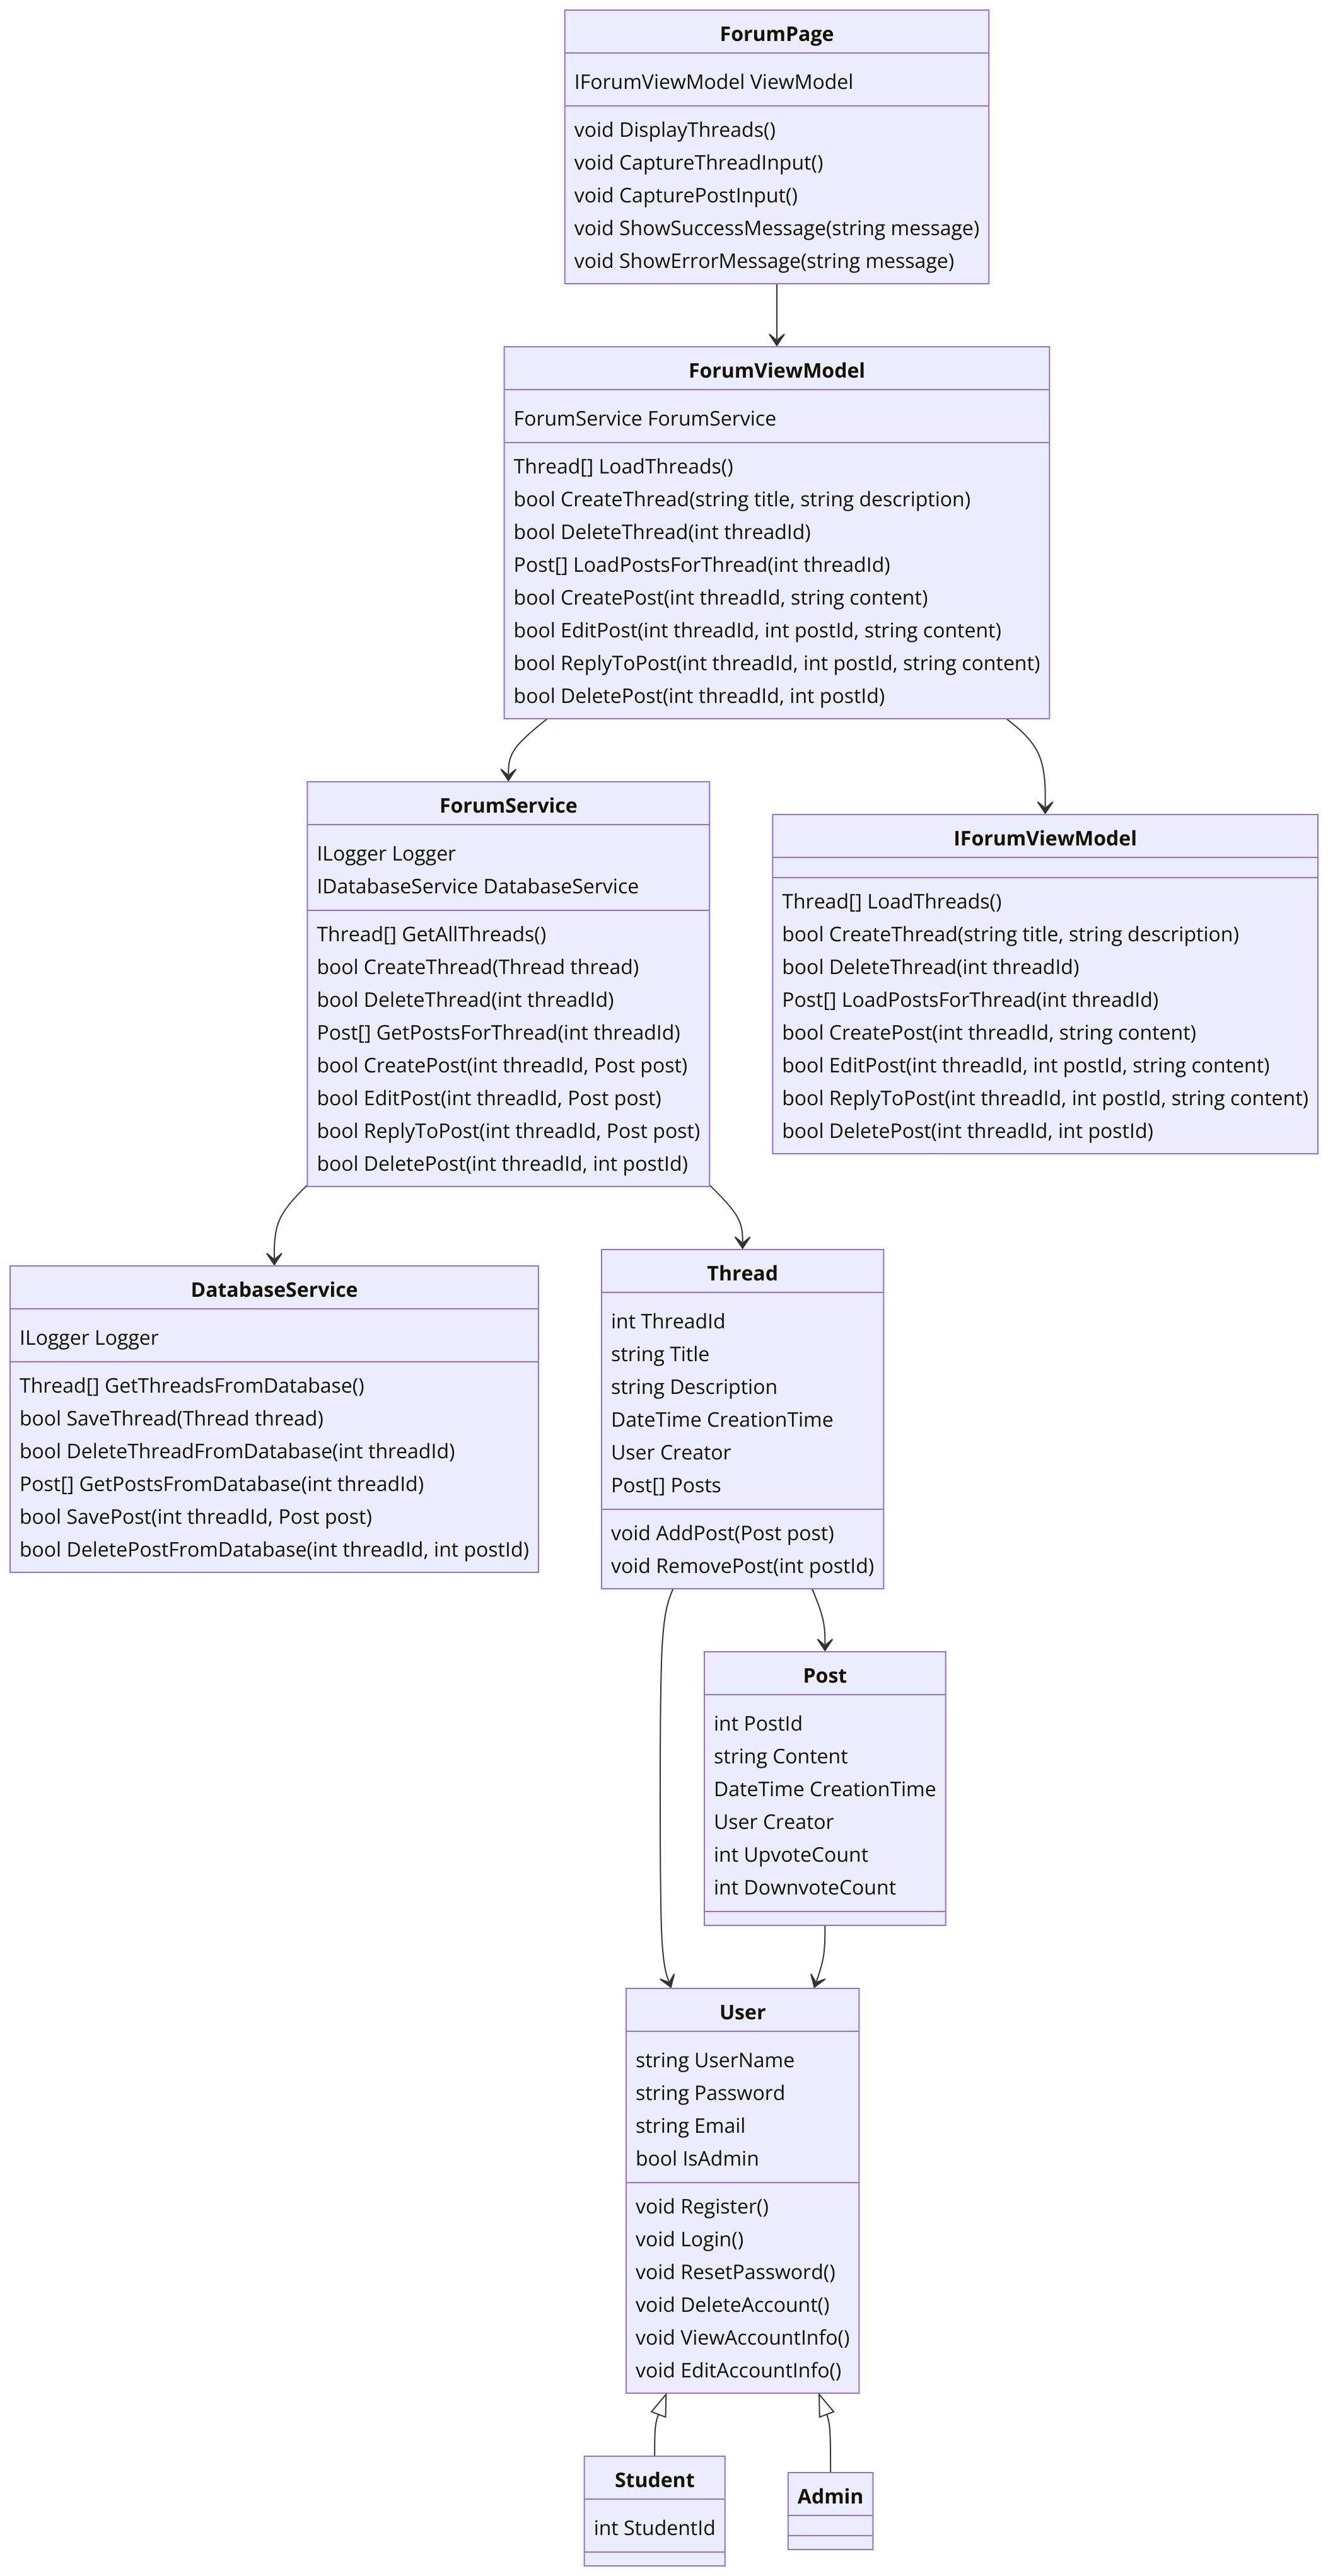 ForumPage
IForumViewModel ViewModel
void DisplayThreads()
void CaptureThreadInput()
void CapturePostInput()
void ShowSuccessMessage(string message)
void ShowErrorMessage(string message)
ForumViewModel
ForumService ForumService
Thread[] LoadThreads()
bool CreateThread(string title, string description)
bool DeleteThread(int threadId)
Post[] LoadPostsForThread(int threadId)
bool CreatePost(int threadId, string content)
bool EditPost(int threadId, int postId, string content)
bool ReplyToPost(int threadId, int postId, string content)
bool DeletePost(int threadId, int postId)
ForumService
ILogger Logger
IDatabaseService DatabaseService
Thread[] GetAllThreads()
bool CreateThread(Thread thread)
bool DeleteThread(int threadId)
Post[] GetPostsForThread(int threadId)
bool CreatePost(int threadId, Post post)
bool EditPost(int threadId, Post post)
bool ReplyToPost(int threadId, Post post)
bool DeletePost(int threadId, int postId)
IForumViewModel
Thread[] LoadThreads()
bool CreateThread(string title, string description)
bool DeleteThread(int threadId)
Post[] LoadPostsForThread(int threadId)
bool CreatePost(int threadId, string content)
bool EditPost(int threadId, int postId, string content)
bool ReplyToPost(int threadId, int postId, string content)
bool DeletePost(int threadId, int postId)
DatabaseService
ILogger Logger
Thread[] GetThreadsFromDatabase()
bool SaveThread(Thread thread)
bool DeleteThreadFromDatabase(int threadId)
Post[] GetPostsFromDatabase(int threadId)
bool SavePost(int threadId, Post post)
bool DeletePostFromDatabase(int threadId, int postId)
Thread
int ThreadId
string Title
string Description
DateTime CreationTime
User Creator
Post[] Posts
void AddPost(Post post)
void RemovePost(int postId)
Post
int PostId
string Content
DateTime CreationTime
User Creator
int UpvoteCount
int DownvoteCount
User
string UserName
string Password
string Email
bool IsAdmin
void Register()
void Login()
void ResetPassword()
void DeleteAccount()
void ViewAccountInfo()
void EditAccountInfo()
Student
int StudentId
Admin